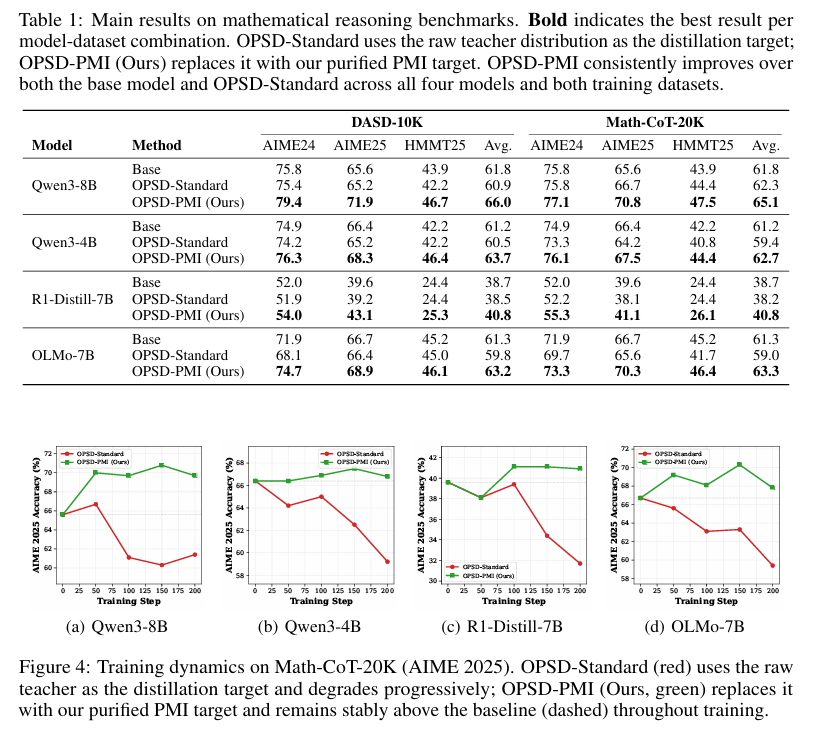 Table 1: Main results on mathematical reasoning benchmarks. Bold indicates the best result per
model-dataset combination. OPSD-Standard uses the raw teacher distribution as the distillation target;
OPSD-PMI (Ours) replaces it with our purified PMI target. OPSD-PMI consistently improves over
both the base model and OPSD-Standard across all four models and both training datasets.
DASD-10K Math-CoT-20K
Model Method AIME24 AIME25 HMMT25 Avg. AIME24 AIME25 HMMT25 Avg.
Base 75.8 65.6 43.9 61.8 75.8 65.6 43.9 61.8
Qwen3-8B OPSD-Standard 75.4 65.2 42.2 60.9 75.8 66.7 44.4 62.3
OPSD-PMI (Ours) 79.4 71.9 46.7 66.0 77.1 70.8 47.5 65.1
Base 74.9 66.4 42.2 61.2 74.9 66.4 42.2 61.2
Qwen3-4B OPSD-Standard 74.2 65.2 42.2 60.5 73.3 64.2 40.8 59.4
OPSD-PMI (Ours) 76.3 68.3 46.4 63.7 76.1 67.5 44.4 62.7
Base 52.0 39.6 24.4 38.7 52.0 39.6 24.4 38.7
R1-Distill-7B OPSD-Standard 51.9 39.2 24.4 38.5 52.2 38.1 24.4 38.2
OPSD-PMI (Ours) 54.0 43.1 25.3 40.8 55.3 41.1 26.1 40.8
Base 71.9 66.7 45.2 61.3 71.9 66.7 45.2 61.3
OLMo-7B OPSD-Standard 68.1 66.4 45.0 59.8 69.7 65.6 41.7 59.0
OPSD-PMI (Ours) 74.7 68.9 46.1 63.2 73.3 70.3 46.4 63.3
AIME 2025 Accuracy (%)
72
70
68
66
64
62
60
OPSD-Standard
OPSD-PMI (Ours)
0 25 50 75 100 125 150 175 200
Training Step
(a) Qwen3-8B
AIME 2025 Accuracy (%)
68
66
64
62
60
58
OPSD-Standard
OPSD-PMI (Ours)
0 25 50 75 100 125 150 175 200
Training Step
(b) Qwen3-4B
AIME 2025 Accuracy (%)
42
40
38
36
34
32
30
OPSD-Standard
OPSD-PMI (Ours)
0 25 50 75 100 125 150 175 200
Training Step
(c) R1-Distill-7B
AIME 2025 Accuracy (%)
72
70
68
66
64
62
60
58
OPSD-Standard
OPSD-PMI (Ours)
0 25 50 75 100 125 150 175 200
Training Step
(d) OLMo-7B
Figure 4: Training dynamics on Math-CoT-20K (AIME 2025). OPSD-Standard (red) uses the raw
teacher as the distillation target and degrades progressively; OPSD-PMI (Ours, green) replaces it
with our purified PMI target and remains stably above the baseline (dashed) throughout training.